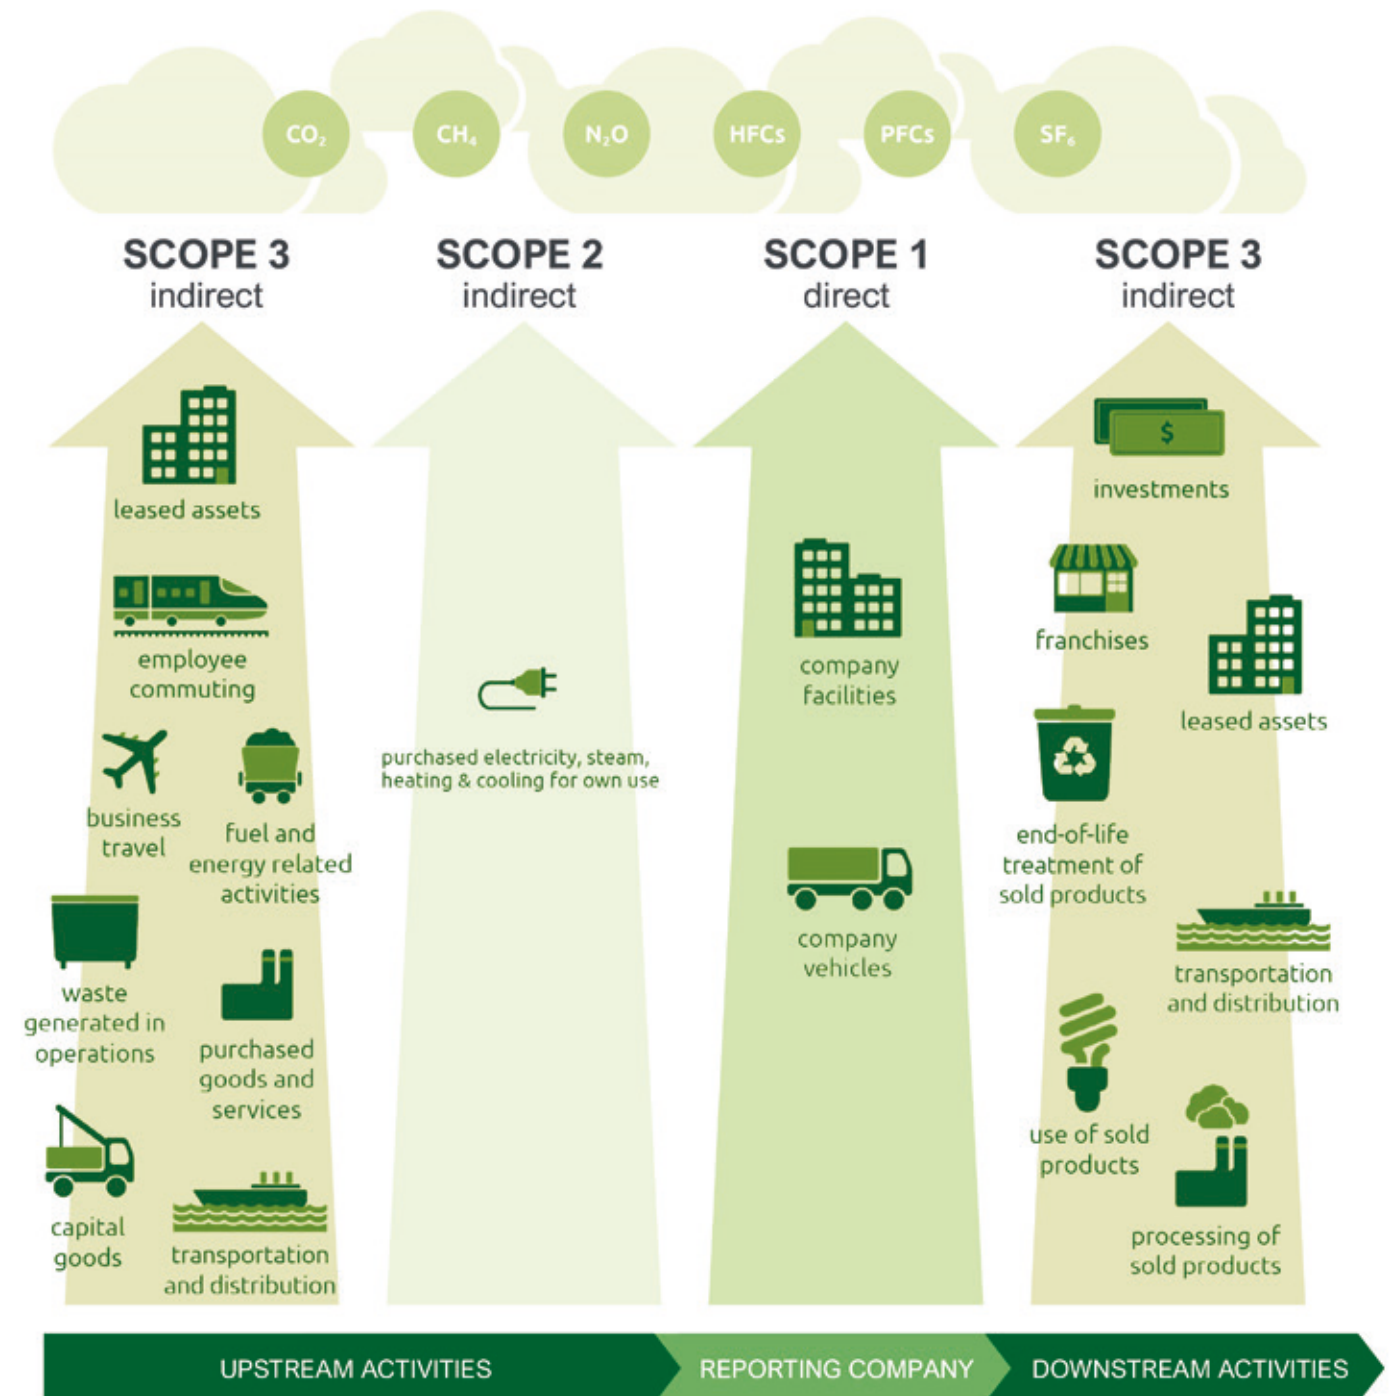 CO₂
CH₄
N₂O
HFCs
PFCs
SF₆
SCOPE 3
indirect
SCOPE 2
indirect
SCOPE 1
direct
SCOPE 3
indirect
leased assets
employee
commuting
business
travel
fuel and
energy related
activities
waste
generated in
operations
purchased
goods and
services
capital
goods
transportation
and distribution
purchased electricity, steam,
heating & cooling for own use
company
facilities
company
vehicles
$
investments
franchises
leased assets
end-of-life
treatment of
sold products
transportation
and distribution
use of sold
products
processing of
sold products
UPSTREAM ACTIVITIES
REPORTING COMPANY
DOWNSTREAM ACTIVITIES